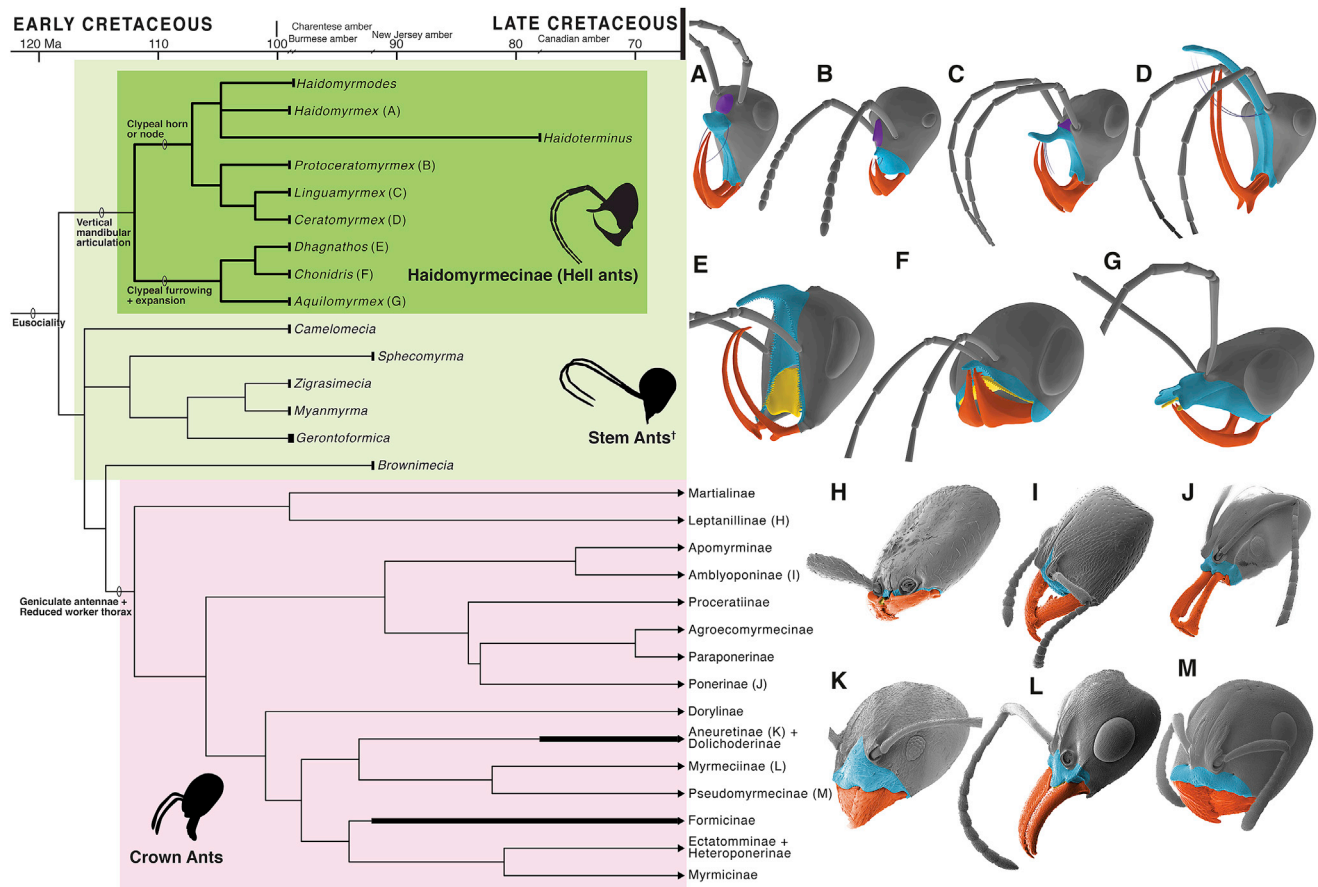 EARLY CRETACEOUS
LATE CRETACEOUS
Charentese amber
Burmese amber
New Jersey amber
Canadian amber
120 Ma
110
100
90
80
70
Haidomyrmodes
Haidomyrmex (A)
Haidoterminus
Protoceratomyrmex (B)
Linguamyrmex (C)
Ceratomyrmex (D)
Dhagnathos (E)
Chonidris (F)
Aquilomyrmex (G)
Clypeal horn
or node
Vertical
mandibular
articulation
Clypeal furrowing
+ expansion
Haidomyrmecinae (Hell ants)
Eusociality
Camelomecia
Sphecomyrma
Zigrasimecia
Myanmyrma
Gerontoformica
Brownimecia
Stem Ants†
Geniculate antennae +
Reduced worker thorax
Martialinae
Leptanillinae (H)
Apomyrminae
Amblyoponinae (I)
Proceratiinae
Agroecomyrmecinae
Paraponerinae
Ponerinae (J)
Dorylinae
Aneuretinae (K) +
Dolichoderinae
Myrmeciinae (L)
Pseudomyrmecinae (M)
Formicinae
Ectatomminae +
Heteroponerinae
Myrmicinae
Crown Ants
A
B
C
D
E
F
G
H
I
J
K
L
M